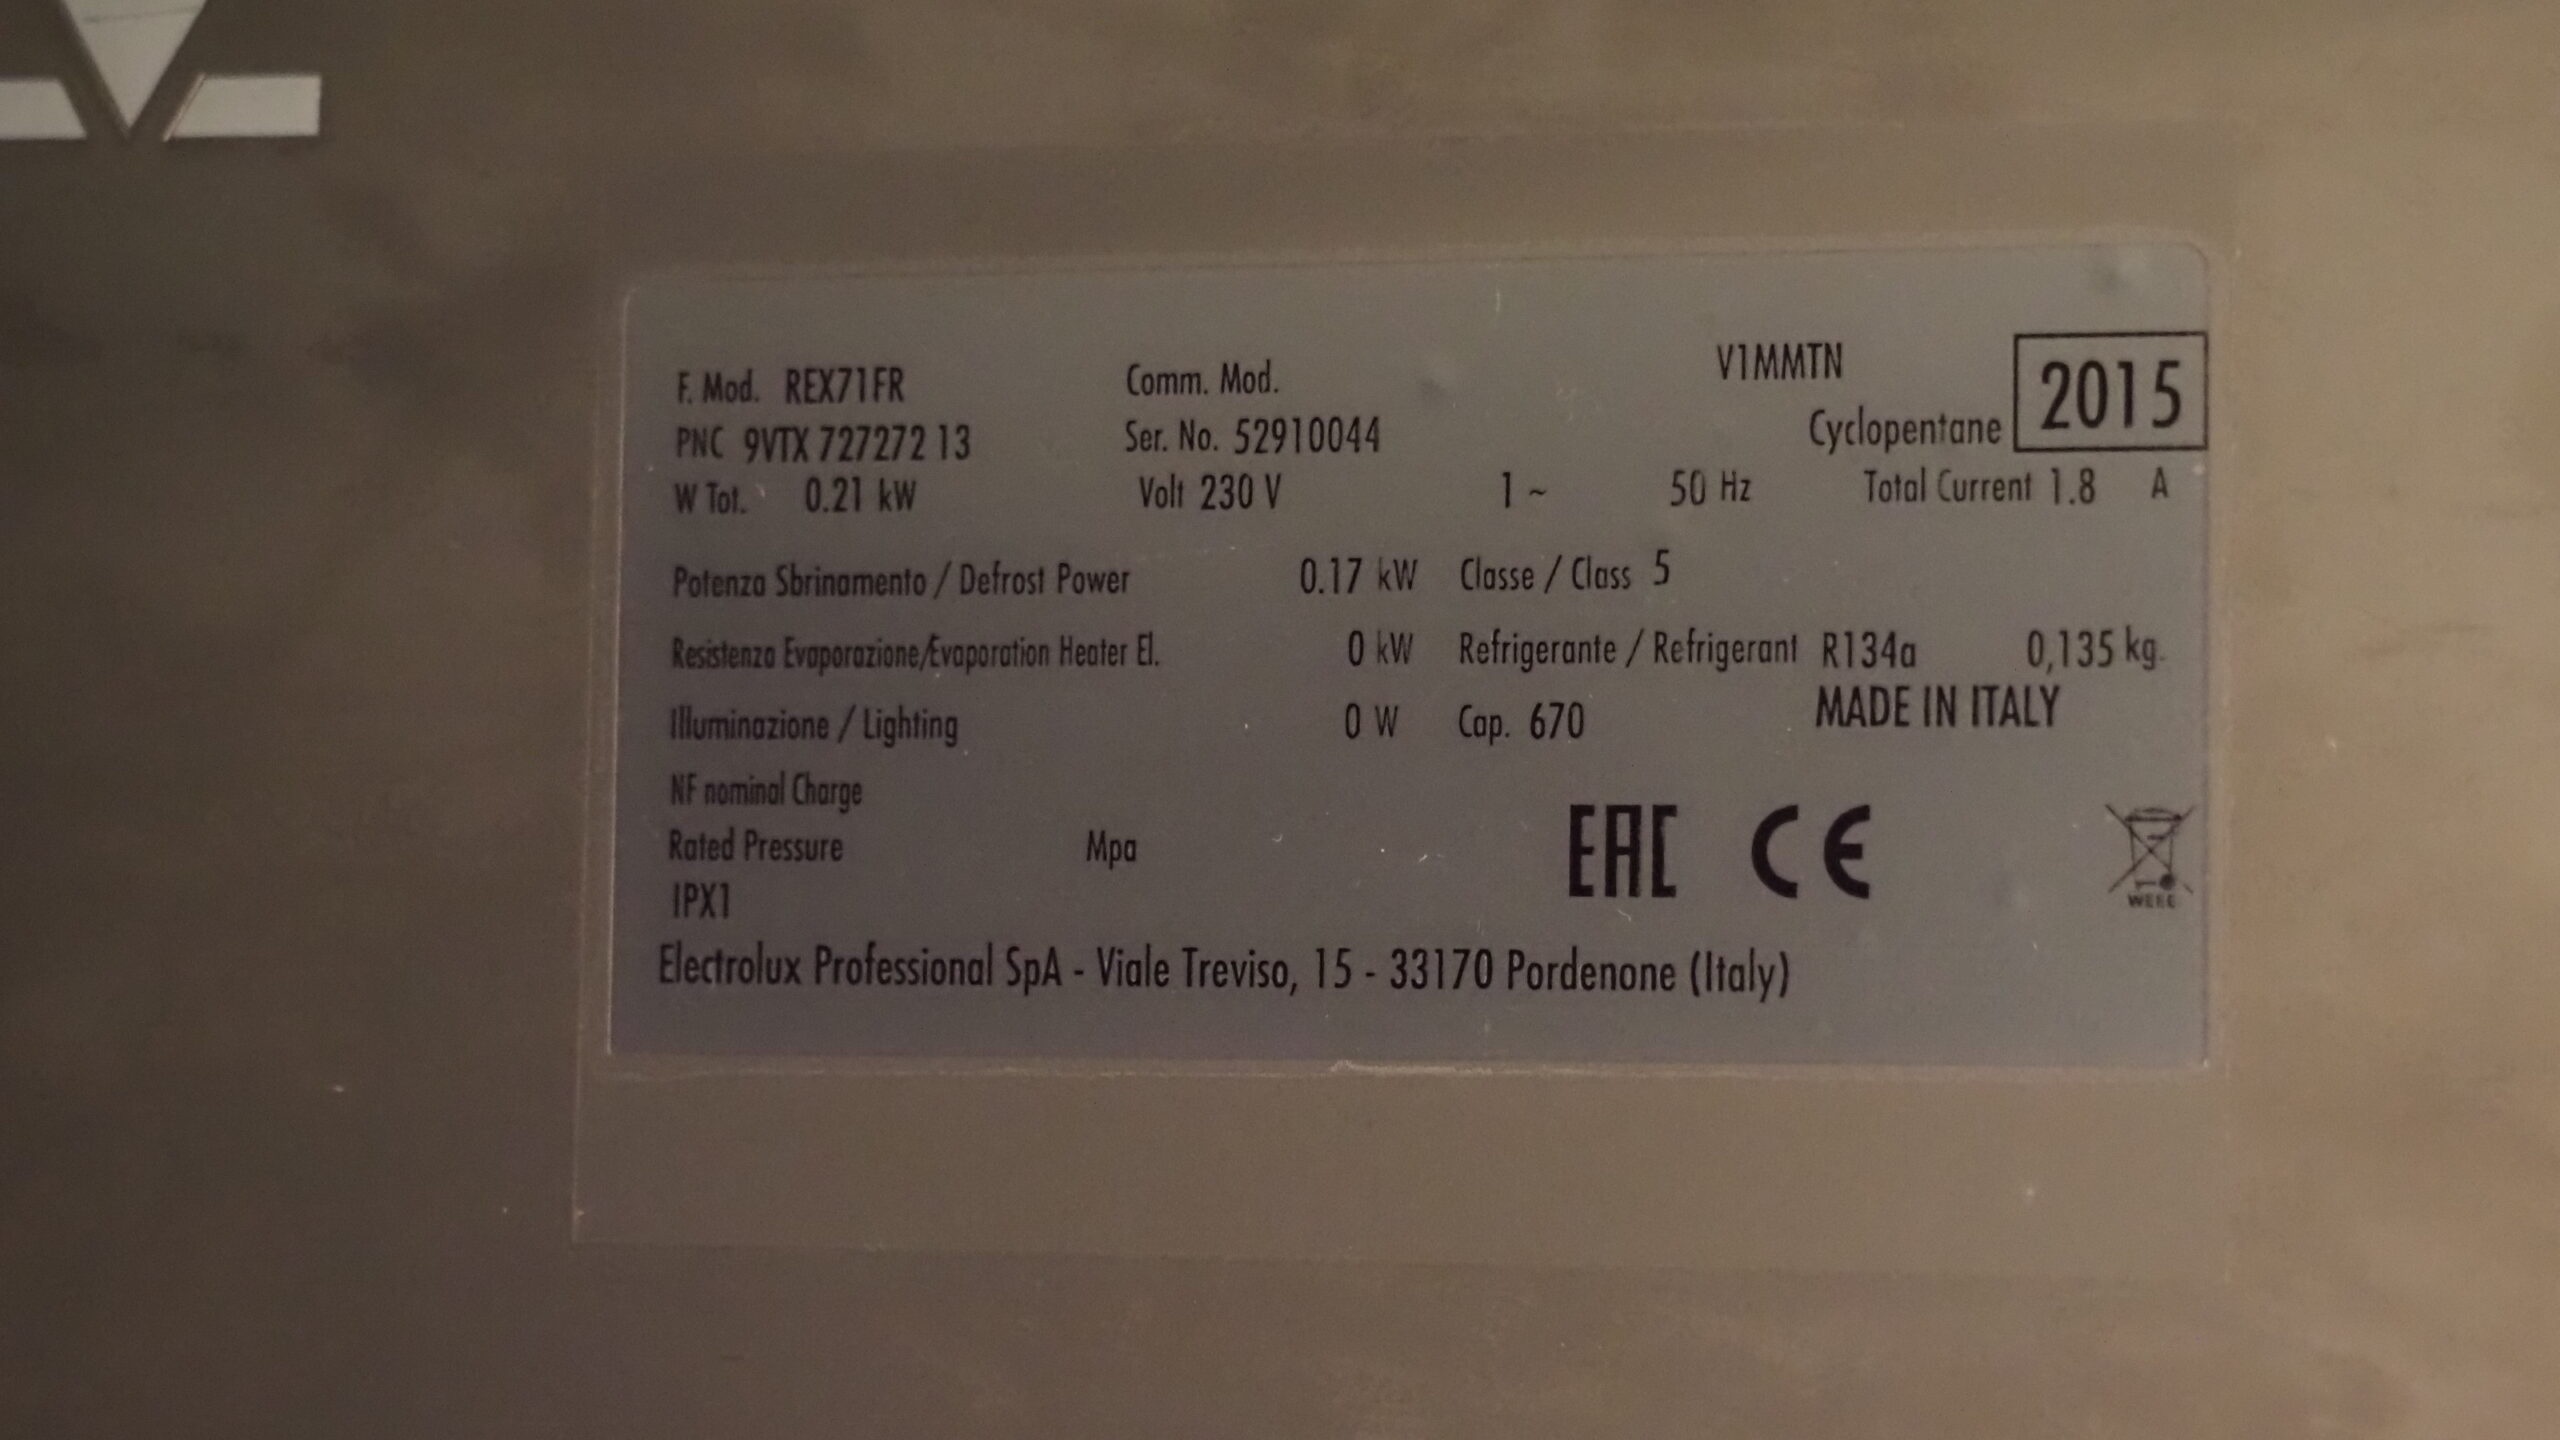 V1MMTN
2015
F. Mod. REX71FR Comm. Mod.
Cyclopentane
PNC 9VTX 727272 13 Ser. No. 52910044
W Tot. 0.21 kW Volt 230 V 1 ~ 50 Hz Total Current 1.8 A
Potenza Sbrinamento / Defrost Power 0.17 kW Classe / Class 5
Resistenza Evaporazione/Evaporation Heater El. 0 kW Refrigerante / Refrigerant R134a 0,135 kg.
Illuminazione / Lighting 0 W Cap. 670 MADE IN ITALY
NF nominal Charge
Rated Pressure Mpa
EAC CE
IPX1
WEEE
Electrolux Professional SpA - Viale Treviso, 15 - 33170 Pordenone (Italy)